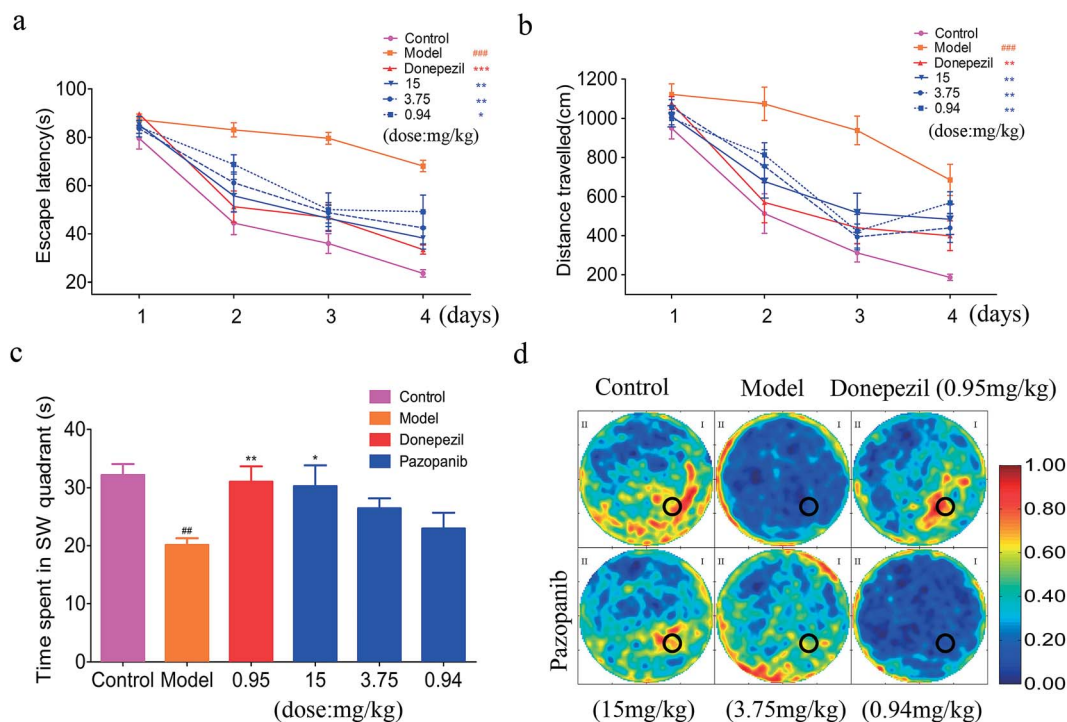 a
Control
Model ###
Donepezil ***
15 **
3.75 **
0.94 *
(dose:mg/kg)
Escape latency(s)
100
80
60
40
20
1 2 3 4 (days)
b
Control
Model ###
Donepezil **
15 **
3.75 **
0.94 **
(dose:mg/kg)
Distance travelled(cm)
1200
1000
800
600
400
200
1 2 3 4 (days)
c
Control
Model
Donepezil
Pazopanib
Time spent in SW quadrant (s)
40
30
20
10
0
##
**
*
Control Model 0.95 15 3.75 0.94
(dose:mg/kg)
d
Control Model Donepezil (0.95mg/kg)
II I II I II I
II I II I II I
Pazopanib
(15mg/kg) (3.75mg/kg) (0.94mg/kg)
1.00
0.80
0.60
0.40
0.20
0.00